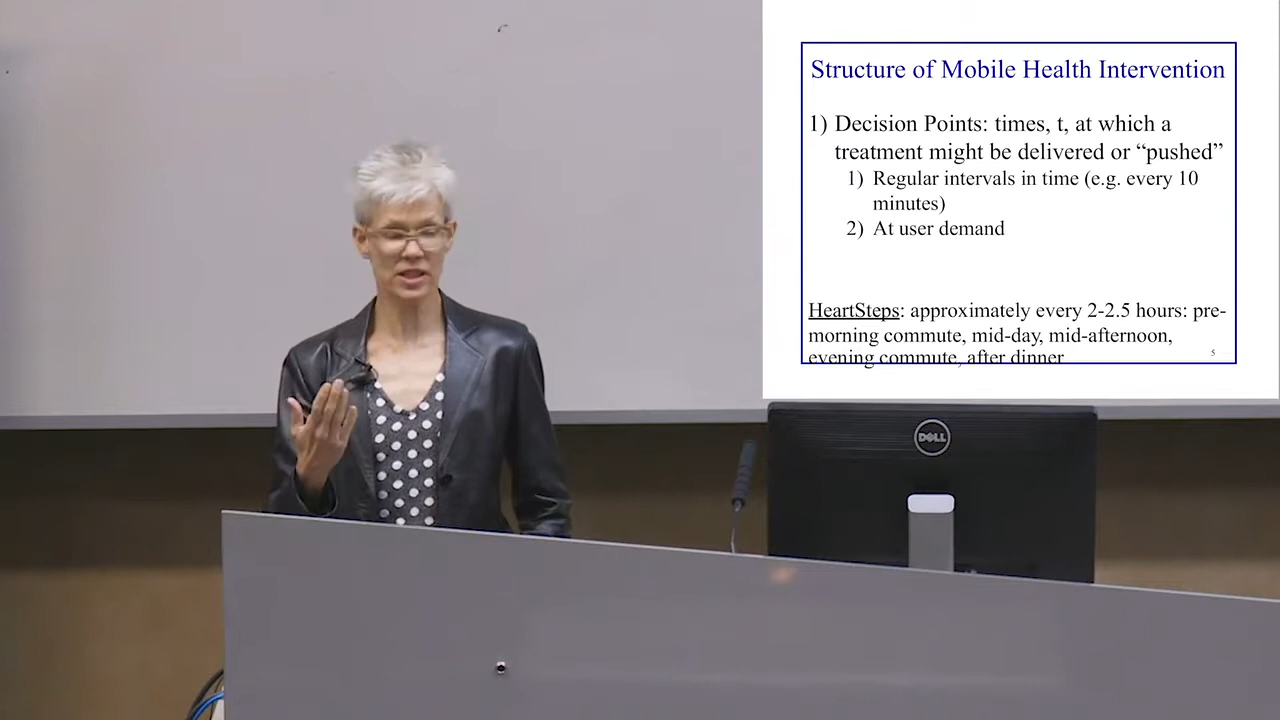 Structure of Mobile Health Intervention
1) Decision Points: times, t, at which a
treatment might be delivered or “pushed”
1) Regular intervals in time (e.g. every 10
minutes)
2) At user demand
HeartSteps: approximately every 2-2.5 hours: pre-
morning commute, mid-day, mid-afternoon,
evening commute, after dinner
5
DELL